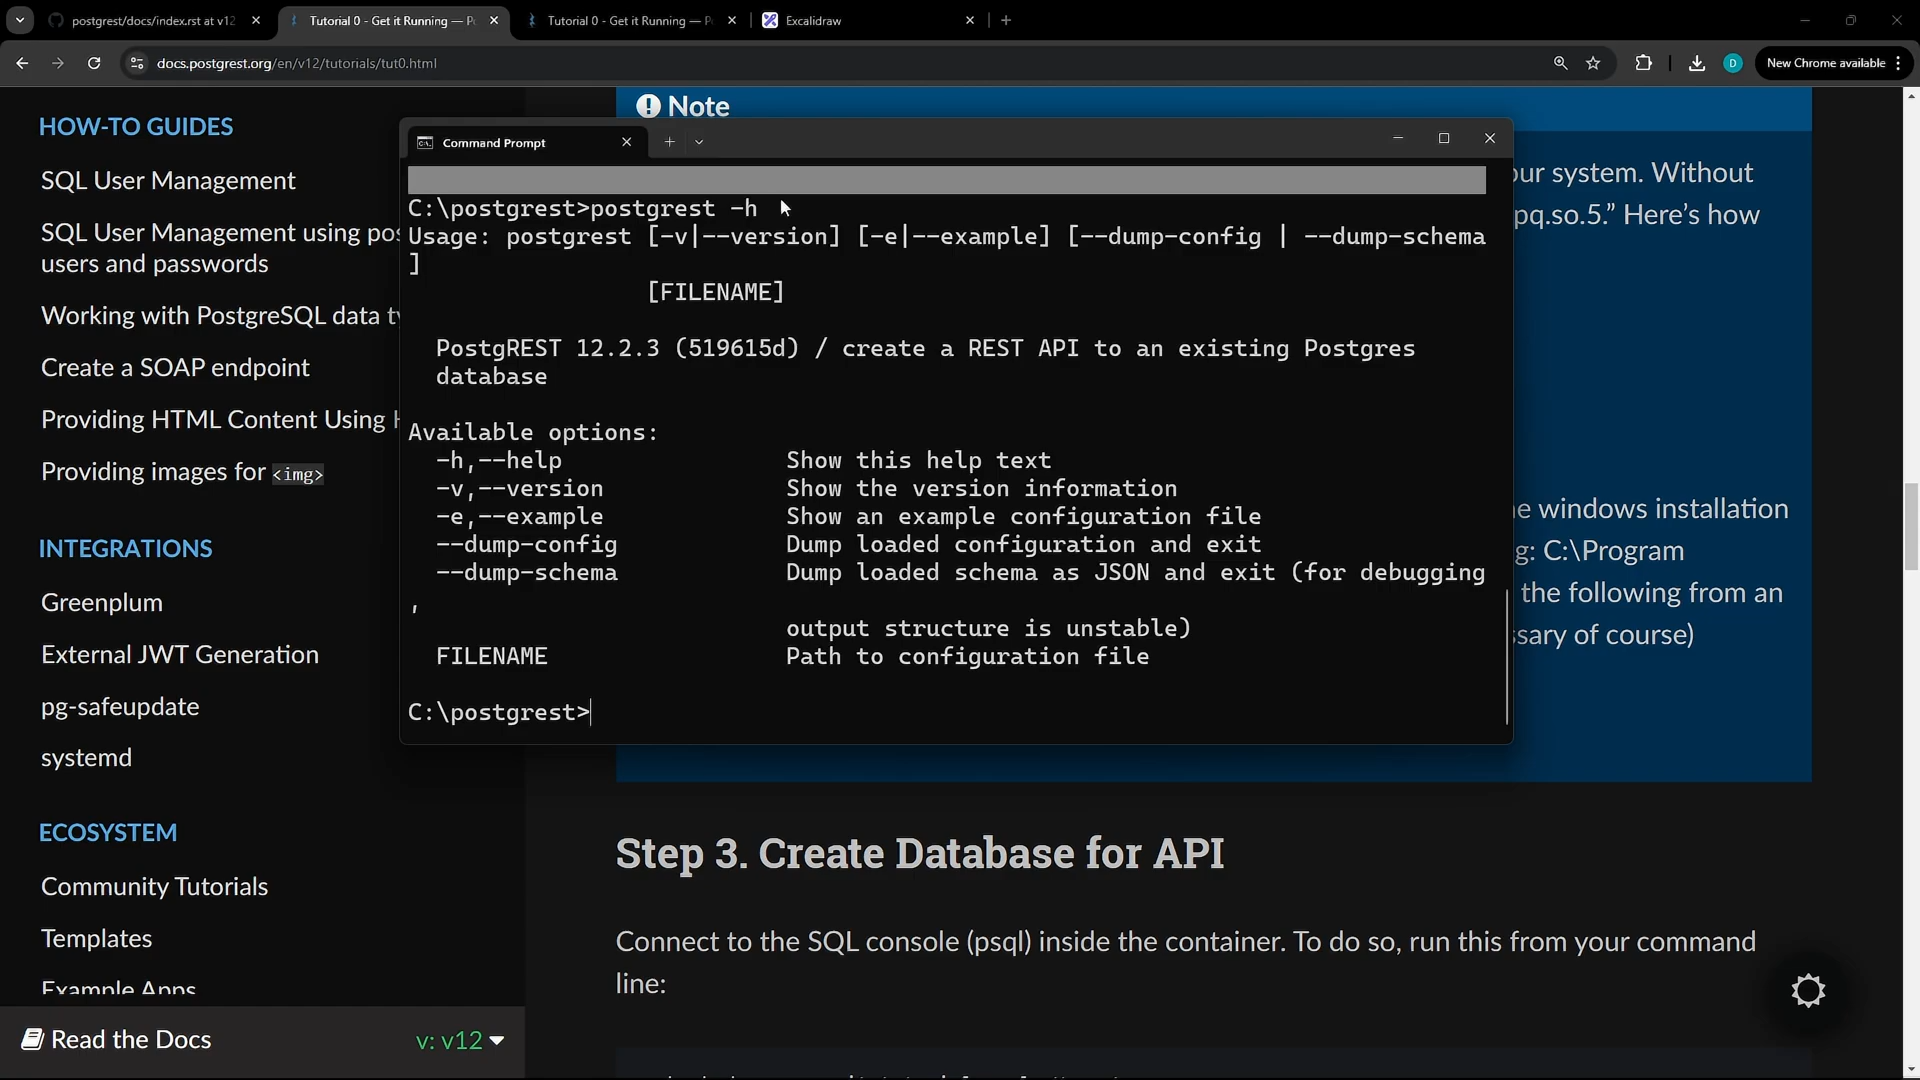 postgrest/docs/index.rst at v12
Tutorial 0 - Get it Running — P
Tutorial 0 - Get it Running — P
Excalidraw
docs.postgrest.org/en/v12/tutorials/tut0.html
D
New Chrome available
HOW-TO GUIDES
SQL User Management
SQL User Management using pos
users and passwords
Working with PostgreSQL data ty
Create a SOAP endpoint
Providing HTML Content Using H
Providing images for <img>
INTEGRATIONS
Greenplum
External JWT Generation
pg-safeupdate
systemd
ECOSYSTEM
Community Tutorials
Templates
Example Apps
Read the Docs
v: v12
Note
our system. Without
pq.so.5.” Here’s how
e windows installation
g: C:\Program
the following from an
ssary of course)
Command Prompt
C:\postgrest>postgrest -h
Usage: postgrest [-v|--version] [-e|--example] [--dump-config | --dump-schema
]
[FILENAME]
PostgREST 12.2.3 (519615d) / create a REST API to an existing Postgres
database
Available options:
-h,--help Show this help text
-v,--version Show the version information
-e,--example Show an example configuration file
--dump-config Dump loaded configuration and exit
--dump-schema Dump loaded schema as JSON and exit (for debugging
,
output structure is unstable)
FILENAME Path to configuration file
C:\postgrest>
Step 3. Create Database for API
Connect to the SQL console (psql) inside the container. To do so, run this from your command
line: